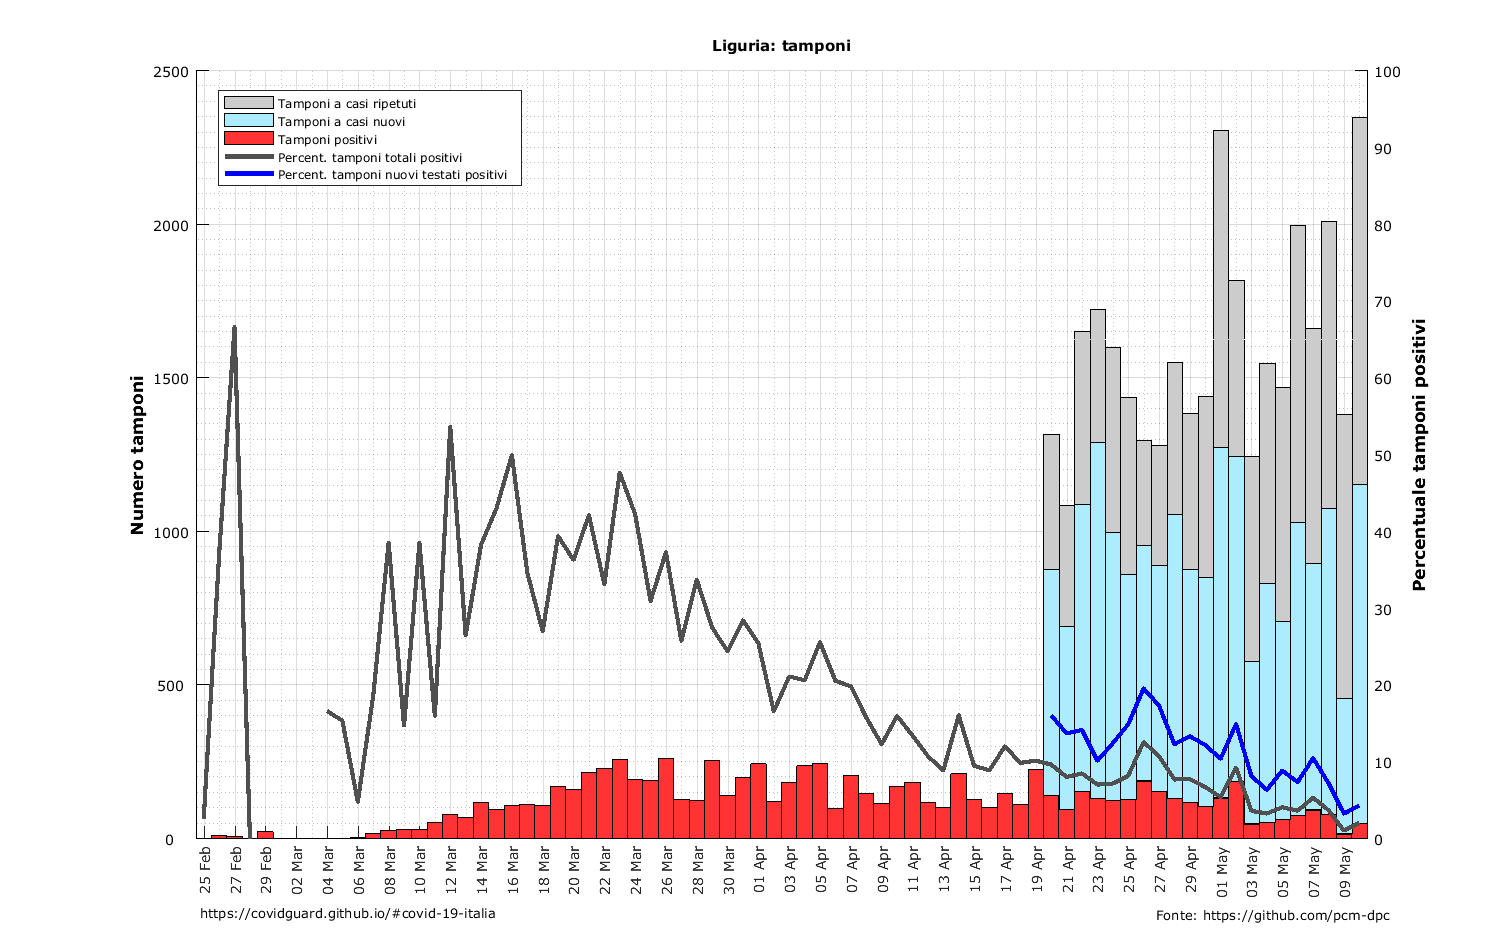 Liguria: tamponi
Tamponi a casi ripetuti
Tamponi a casi nuovi
Tamponi positivi
Percent. tamponi totali positivi
Percent. tamponi nuovi testati positivi
Numero tamponi
2500
2000
1500
1000
500
0
Percentuale tamponi positivi
100
90
80
70
60
50
40
30
20
10
0
25 Feb
27 Feb
29 Feb
02 Mar
04 Mar
06 Mar
08 Mar
10 Mar
12 Mar
14 Mar
16 Mar
18 Mar
20 Mar
22 Mar
24 Mar
26 Mar
28 Mar
30 Mar
01 Apr
03 Apr
05 Apr
07 Apr
09 Apr
11 Apr
13 Apr
15 Apr
17 Apr
19 Apr
21 Apr
23 Apr
25 Apr
27 Apr
29 Apr
01 May
03 May
05 May
07 May
09 May
https://covidguard.github.io/#covid-19-italia
Fonte: https://github.com/pcm-dpc